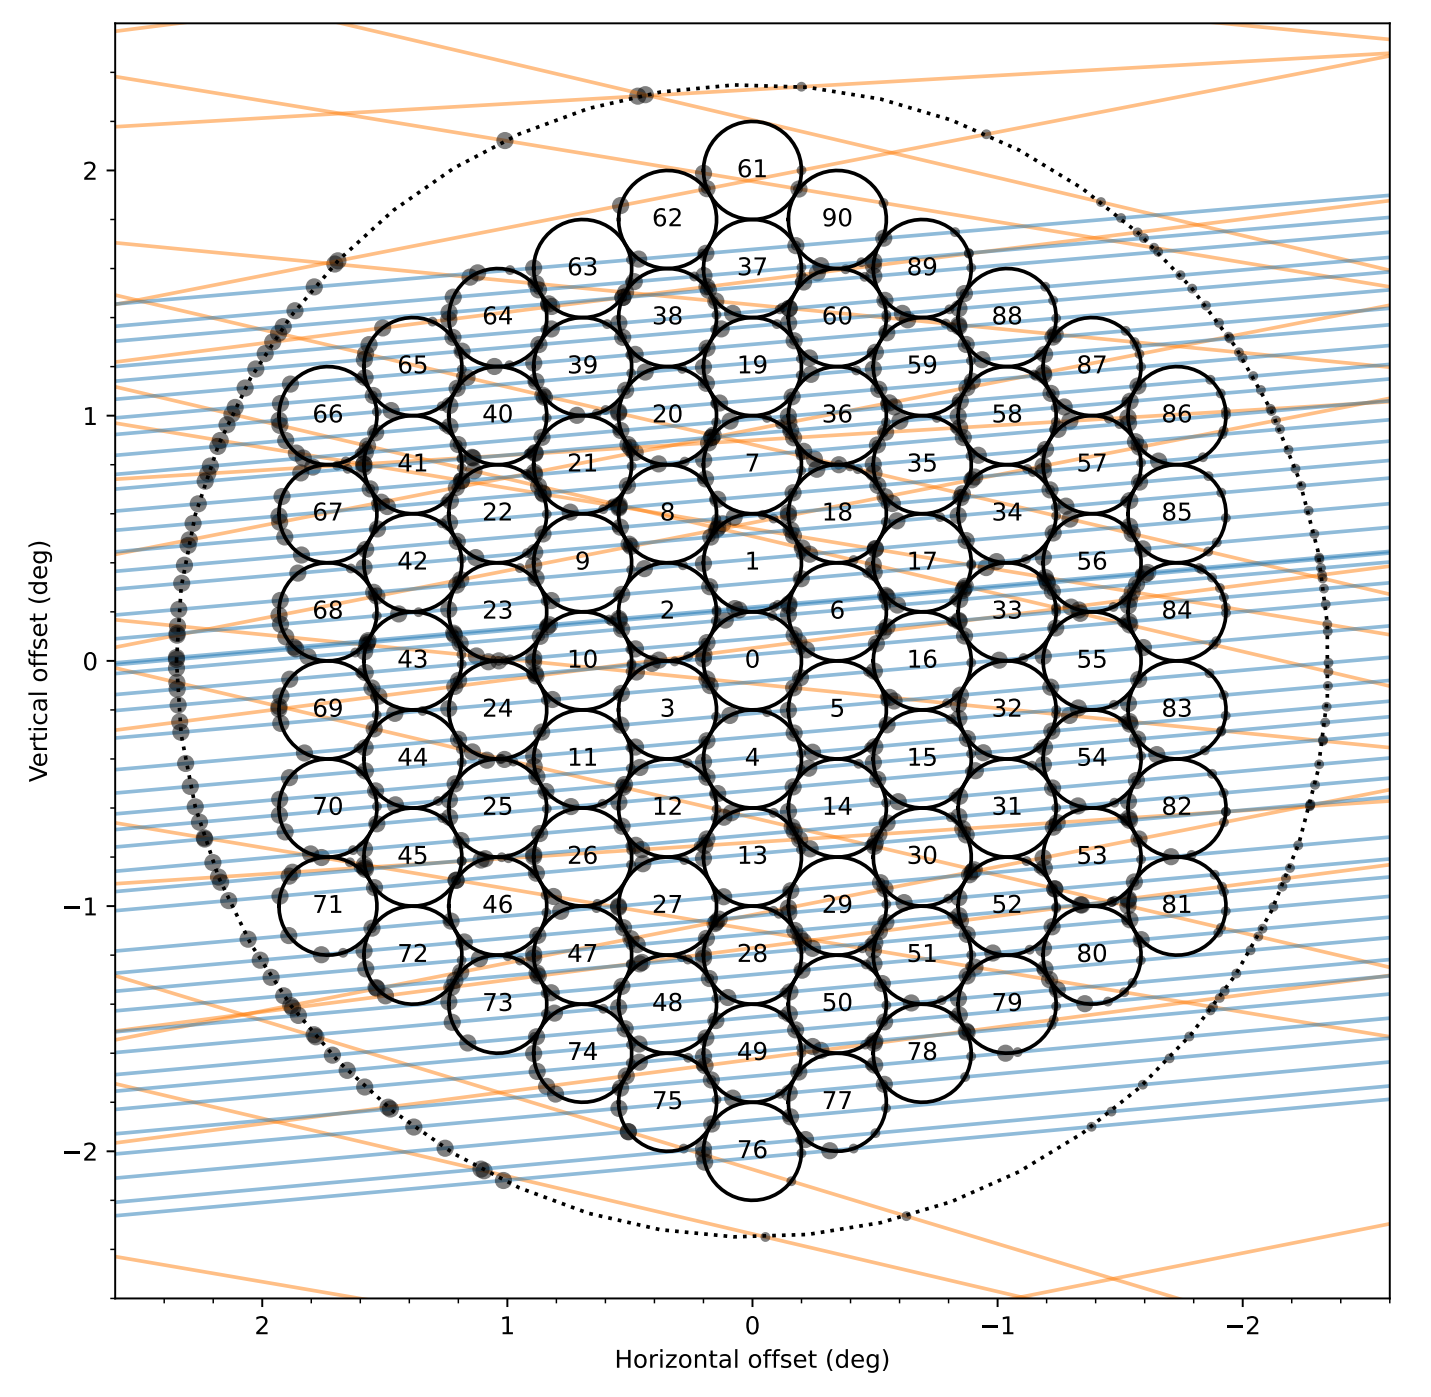 Vertical offset (deg)
2
1
0
−1
−2
61
62 90
63 37 89
64 38 60 88
65 39 19 59 87
66 40 20 36 58 86
41 21 7 35 57
67 22 8 18 34 85
42 9 1 17 56
68 23 2 6 33 84
43 10 0 16 55
69 24 3 5 32 83
44 11 4 15 54
70 25 12 14 31 82
45 26 13 30 53
71 46 27 29 52 81
72 47 28 51 80
73 48 50 79
74 49 78
75 77
76
2 1 0 −1 −2
Horizontal offset (deg)